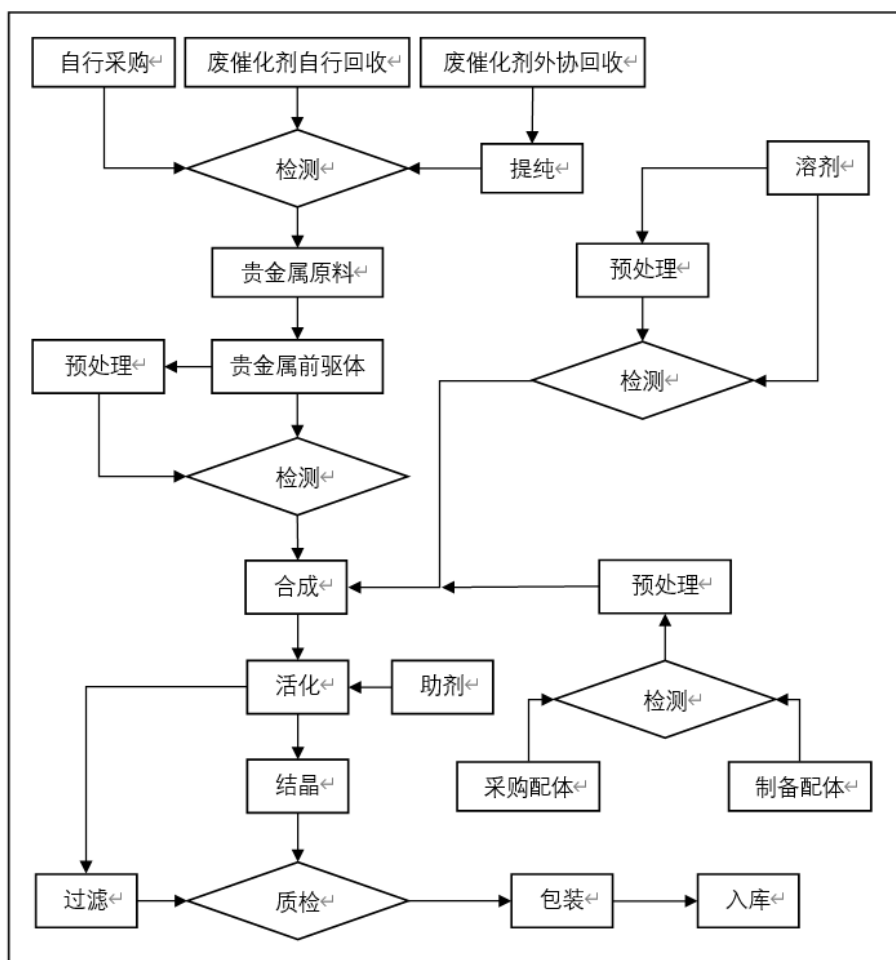 自行采购
废催化剂自行回收
废催化剂外协回收
检测
提纯
溶剂
贵金属原料
预处理
预处理
贵金属前驱体
检测
检测
合成
预处理
活化
助剂
检测
结晶
采购配体
制备配体
过滤
质检
包装
入库